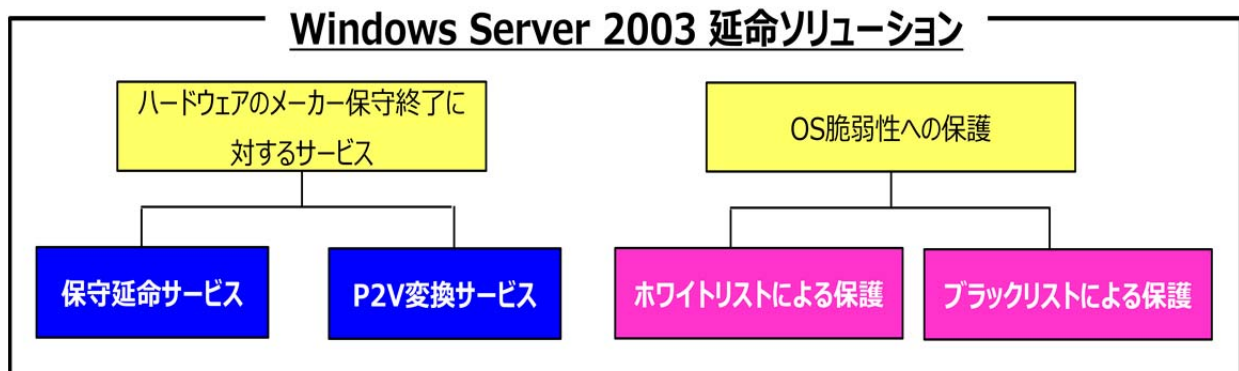 Windows Server 2003 延命ソリューション
ハードウェアのメーカー保守終了に
対するサービス
OS脆弱性への保護
保守延命サービス
P2V変換サービス
ホワイトリストによる保護
ブラックリストによる保護